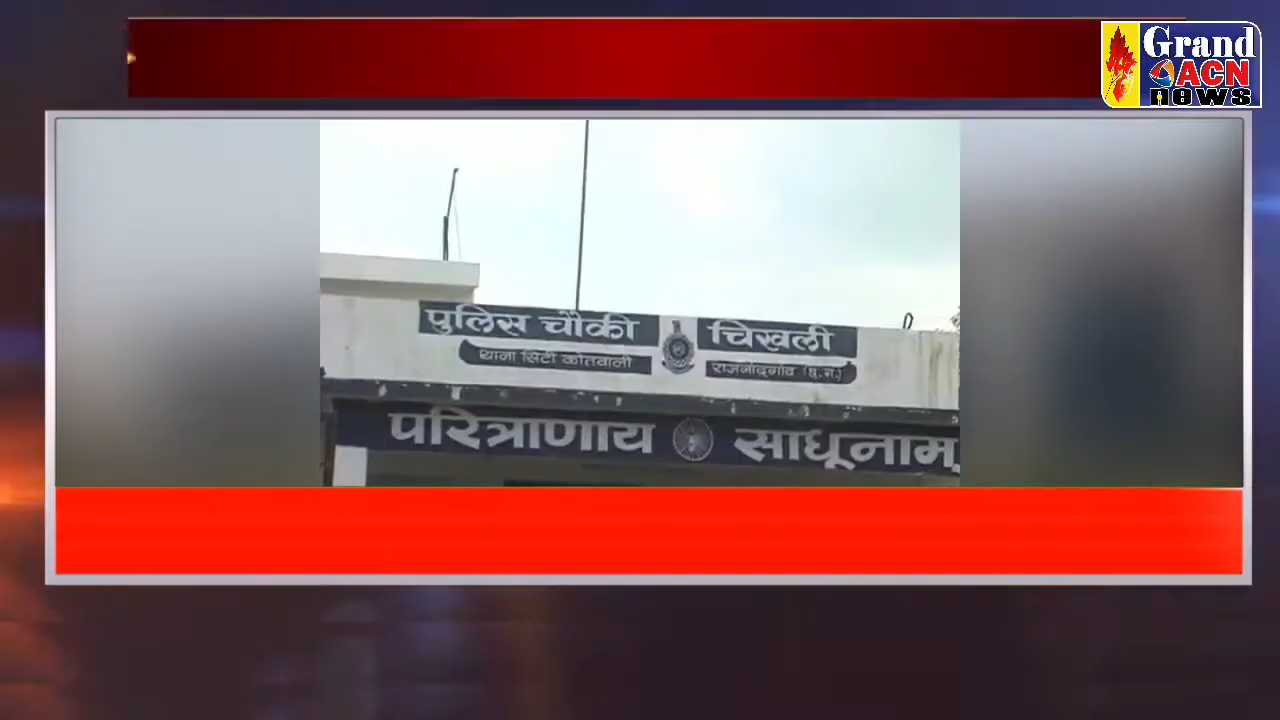 Grand
ACN
news
पुलिस चौकी चिखली
थाना सिटी कोतवाली राजनांदगांव (छ.ग.)
परित्राणाय साधूनाम्